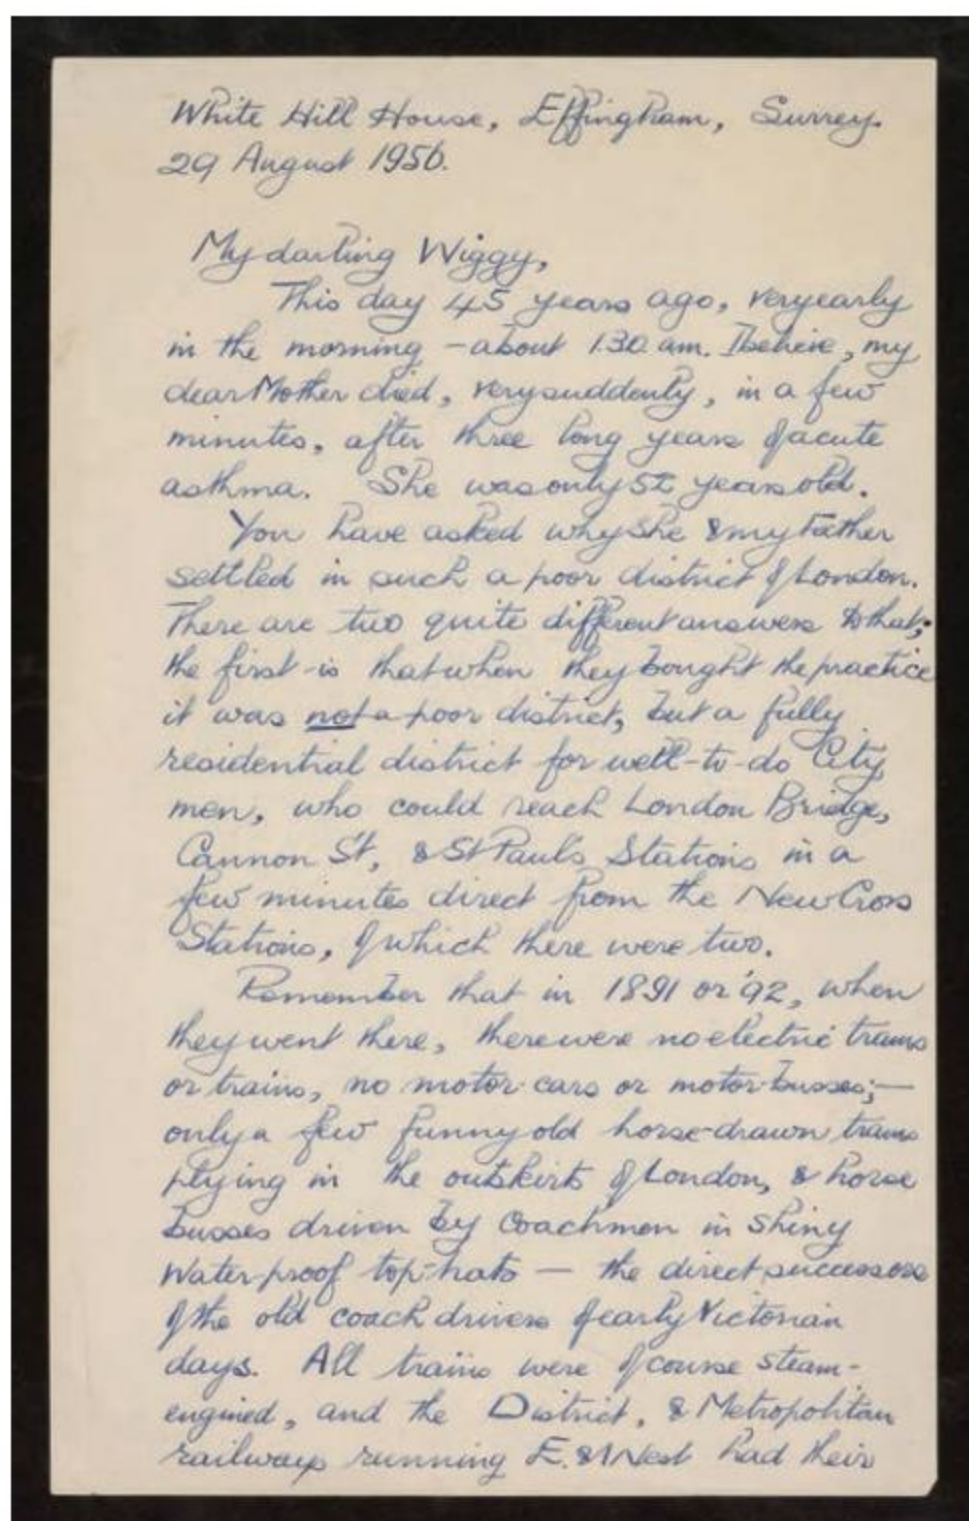 White Hill House, Effingham, Surrey.
29 August 1956.
My darling Wiggy,
This day 45 years ago, very early
in the morning - about 1.30 am. I believe, my
dear Mother died, very suddenly, in a few
minutes, after three long years of acute
asthma. She was only 52 years old.
You have asked why she & my Father
settled in such a poor district of London.
There are two quite different answers to that;
the first is that when they bought the practice
it was not a poor district, but a fully
residential district for well-to-do City
men, who could reach London Bridge,
Cannon St, & St Paul's Stations in a
few minutes direct from the New Cross
Stations, of which there were two.
Remember that in 1891 or '92, when
they went there, there were no electric trams
or trains, no motor-cars or motor-busses; —
only a few funny old horse-drawn trams
plying in the outskirts of London, & horse
busses driven by coachmen in shiny
water-proof top-hats — the direct successors
of the old coach drivers of early Victorian
days. All trains were of course steam-
engined, and the District, & Metropolitan
railways running E. & West had their